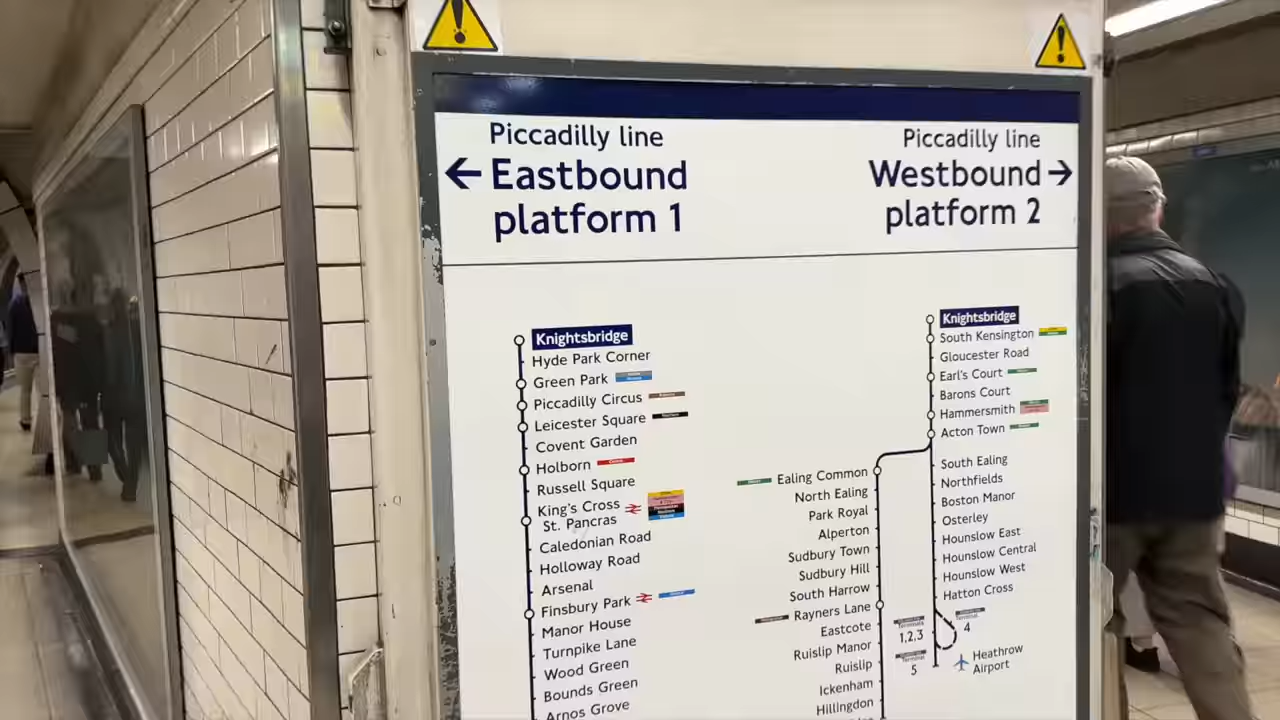 Piccadilly line
Eastbound
platform 1
Piccadilly line
Westbound
platform 2
Knightsbridge
Hyde Park Corner
Green Park
Piccadilly Circus
Leicester Square
Covent Garden
Holborn
Russell Square
King's Cross
St. Pancras
Caledonian Road
Holloway Road
Arsenal
Finsbury Park
Manor House
Turnpike Lane
Wood Green
Bounds Green
Arnos Grove
Knightsbridge
South Kensington
Gloucester Road
Earl's Court
Barons Court
Hammersmith
Acton Town
Ealing Common
North Ealing
Park Royal
Alperton
Sudbury Town
Sudbury Hill
South Harrow
Rayners Lane
Eastcote
Ruislip Manor
Ruislip
Ickenham
Hillingdon
South Ealing
Northfields
Boston Manor
Osterley
Hounslow East
Hounslow Central
Hounslow West
Hatton Cross
Terminals
1,2,3
Terminal
4
Terminal
5
Heathrow
Airport